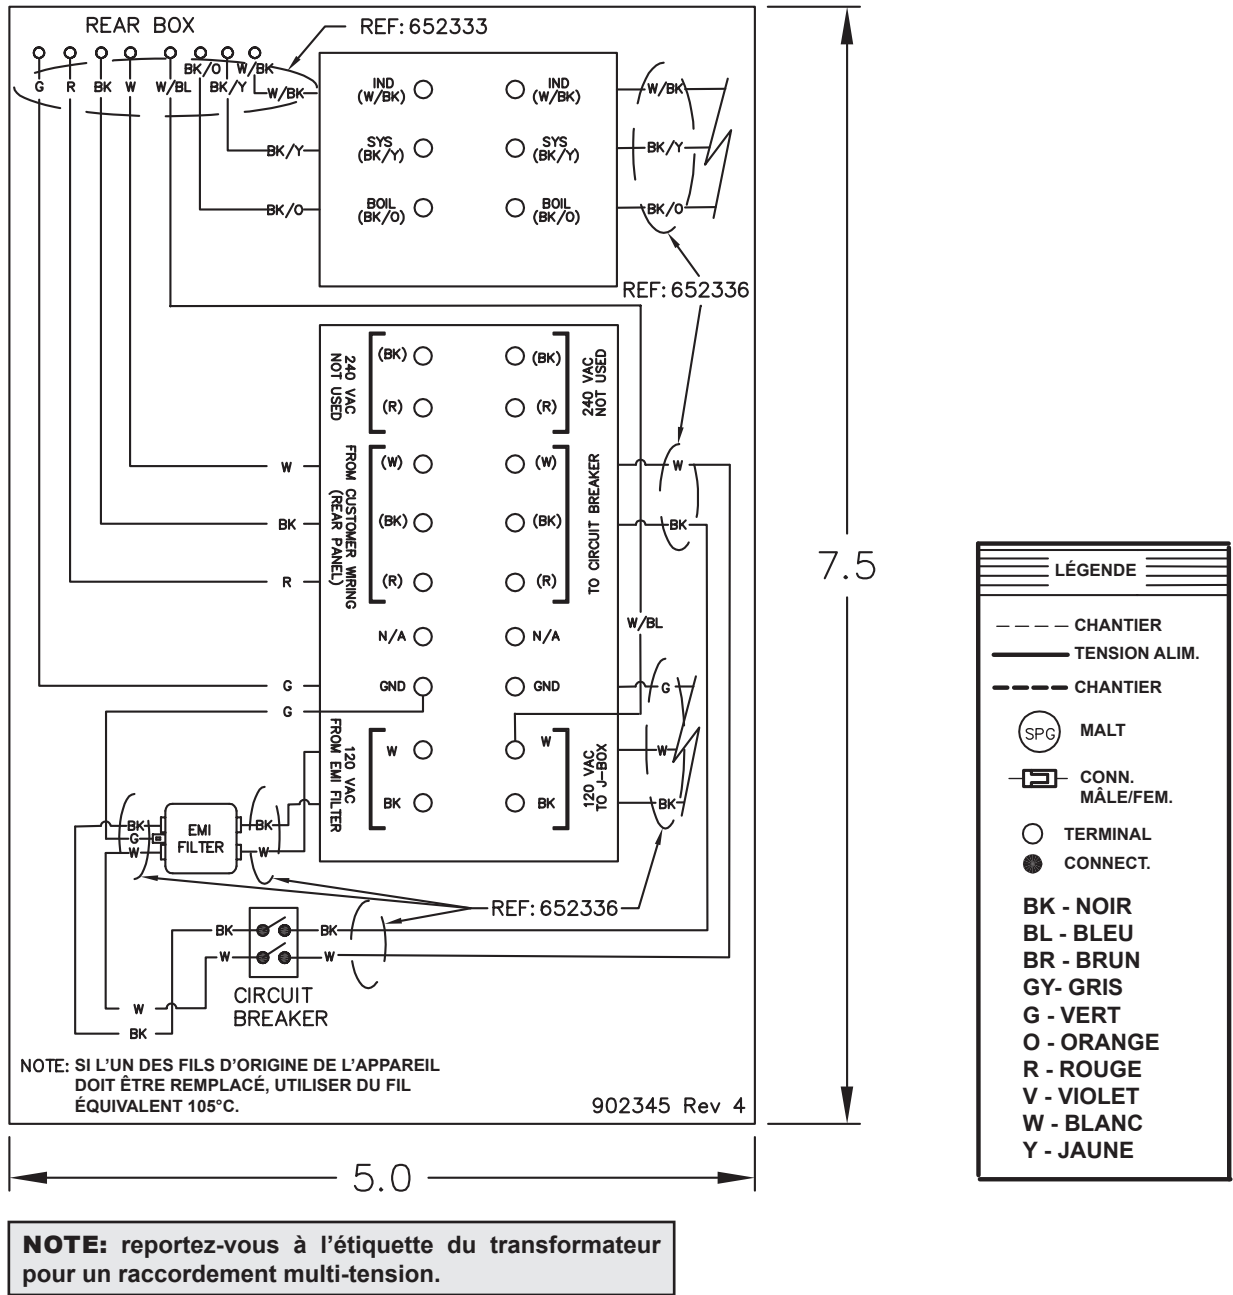 REAR BOX
REF: 652333
G
R
BK
W
W/BL
BK/O
BK/Y
W/BK
W/BK
BK/Y
BK/O
IND
(W/BK)
IND
(W/BK)
SYS
(BK/Y)
SYS
(BK/Y)
BOIL
(BK/O)
BOIL
(BK/O)
W/BK
BK/Y
BK/O
REF: 652336
240 VAC
NOT USED
(BK)
(R)
(BK)
(R)
240 VAC
NOT USED
W
BK
R
FROM CUSTOMER WIRING
(REAR PANEL)
(W)
(BK)
(R)
(W)
(BK)
(R)
TO CIRCUIT BREAKER
W
BK
N/A
N/A
W/BL
G
G
GND
GND
G
W
BK
120 VAC
FROM EMI FILTER
W
BK
W
BK
120 VAC
TO J-BOX
BK
G
W
EMI
FILTER
BK
W
REF: 652336
BK
W
BK
W
CIRCUIT
BREAKER
W
BK
NOTE: SI L'UN DES FILS D'ORIGINE DE L'APPAREIL
DOIT ÊTRE REMPLACÉ, UTILISER DU FIL
ÉQUIVALENT 105°C.
902345 Rev 4
7.5
5.0
LÉGENDE
CHANTIER
TENSION ALIM.
CHANTIER
SPG
MALT
CONN.
MÂLE/FEM.
TERMINAL
CONNECT.
BK - NOIR
BL - BLEU
BR - BRUN
GY- GRIS
G - VERT
O - ORANGE
R - ROUGE
V - VIOLET
W - BLANC
Y - JAUNE
NOTE: reportez-vous à l'étiquette du transformateur
pour un raccordement multi-tension.